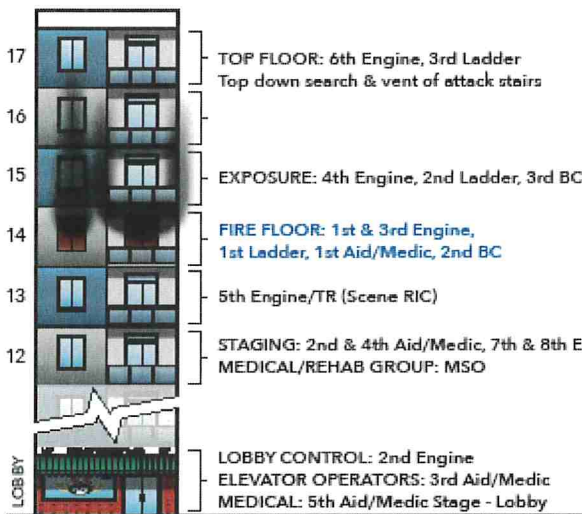 17
TOP FLOOR: 6th Engine, 3rd Ladder
Top down search & vent of attack stairs
16
15
EXPOSURE: 4th Engine, 2nd Ladder, 3rd BC
14
FIRE FLOOR: 1st & 3rd Engine,
1st Ladder, 1st Aid/Medic, 2nd BC
13
5th Engine/TR (Scene RIC)
12
STAGING: 2nd & 4th Aid/Medic, 7th & 8th E
MEDICAL/REHAB GROUP: MSO
LOBBY
LOBBY CONTROL: 2nd Engine
ELEVATOR OPERATORS: 3rd Aid/Medic
MEDICAL: 5th Aid/Medic Stage - Lobby